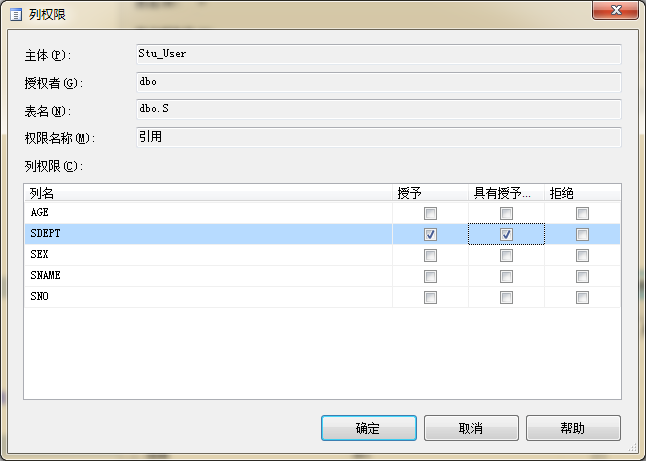 列权限
主体(P): Stu_User
授权者(G): dbo
表名(N): dbo.S
权限名称(M): 引用
列权限(C):
列名 授予 具有授予... 拒绝
AGE
SDEPT
SEX
SNAME
SNO
确定 取消 帮助